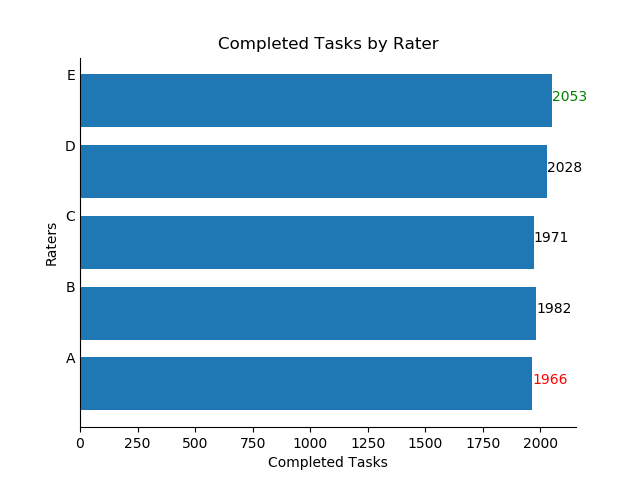 Completed Tasks by Rater
E
2053
D
2028
C
1971
Raters
B
1982
A
1966
0 250 500 750 1000 1250 1500 1750 2000
Completed Tasks